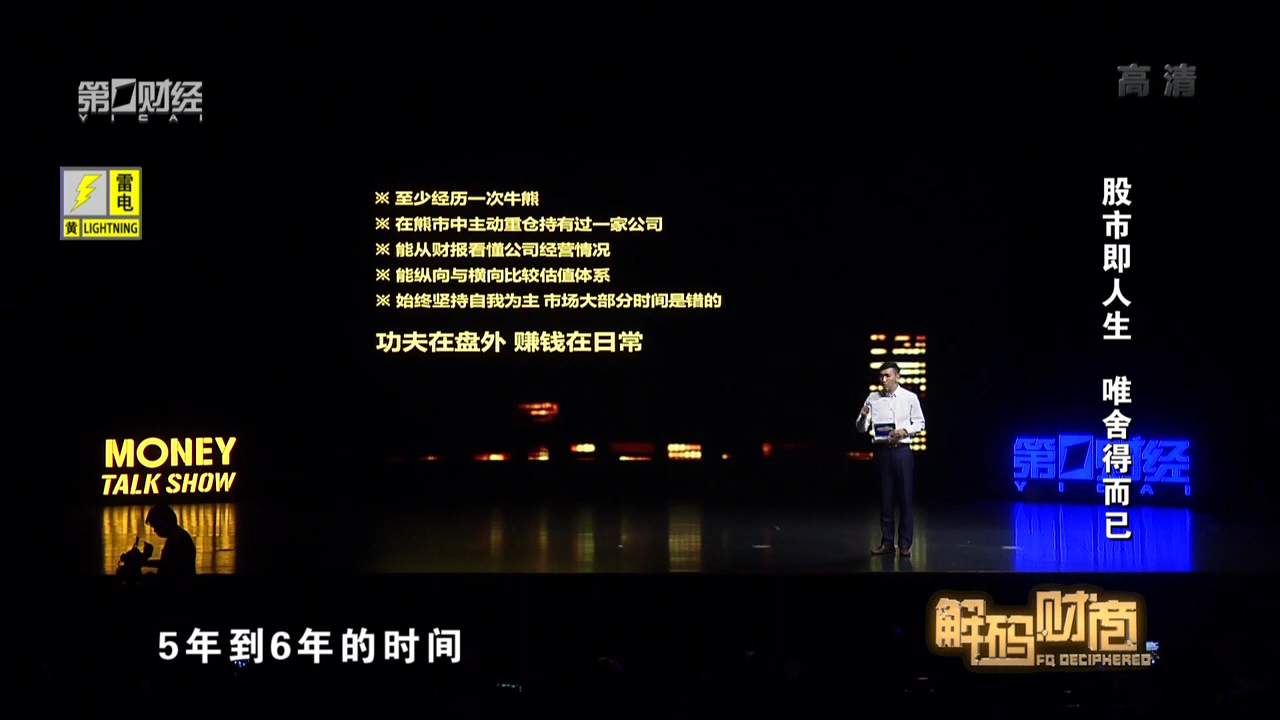 第一财经
YICAI
高清
雷电
黄 LIGHTNING
※ 至少经历一次牛熊
※ 在熊市中主动重仓持有过一家公司
※ 能从财报看懂公司经营情况
※ 能纵向与横向比较估值体系
※ 始终坚持自我为主 市场大部分时间是错的
功夫在盘外 赚钱在日常
股市即人生 唯舍得而已
MONEY
TALK SHOW
第一财经
YICAI
5年到6年的时间
解码财商
FQ DECIPHERED